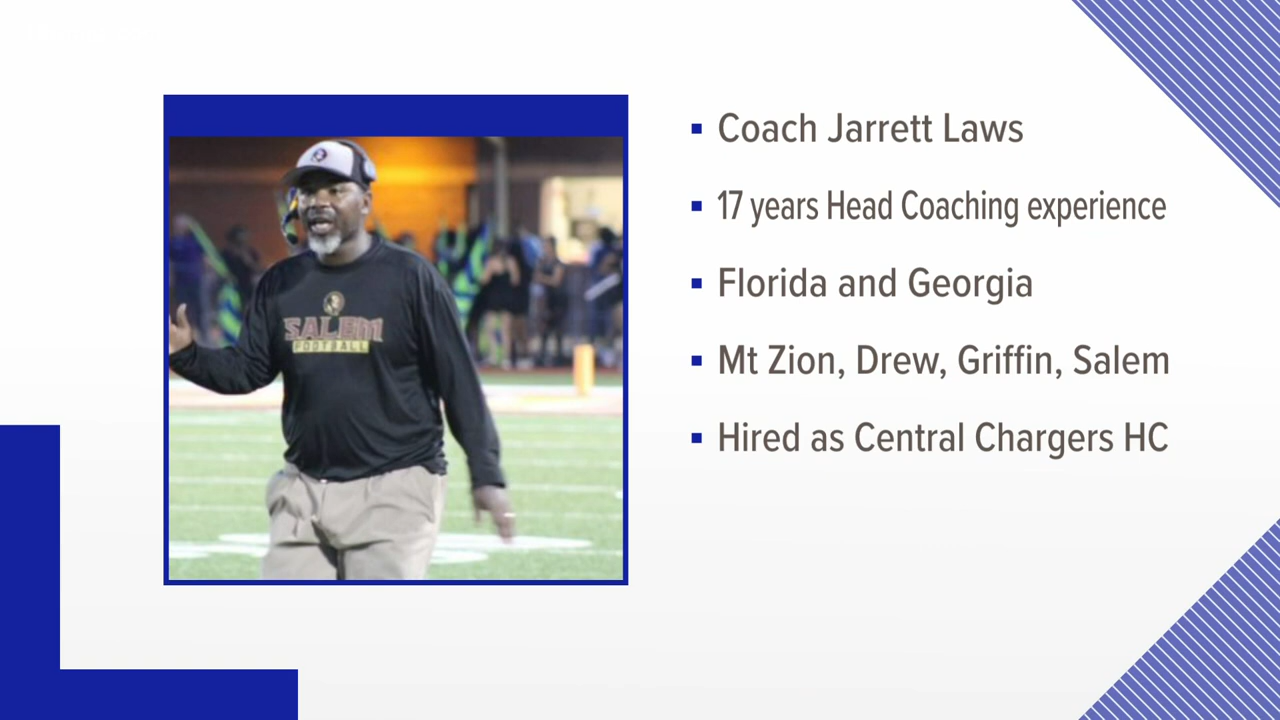 Coach Jarrett Laws
17 years Head Coaching experience
Florida and Georgia
Mt Zion, Drew, Griffin, Salem
Hired as Central Chargers HC
SALEM
FOOTBALL